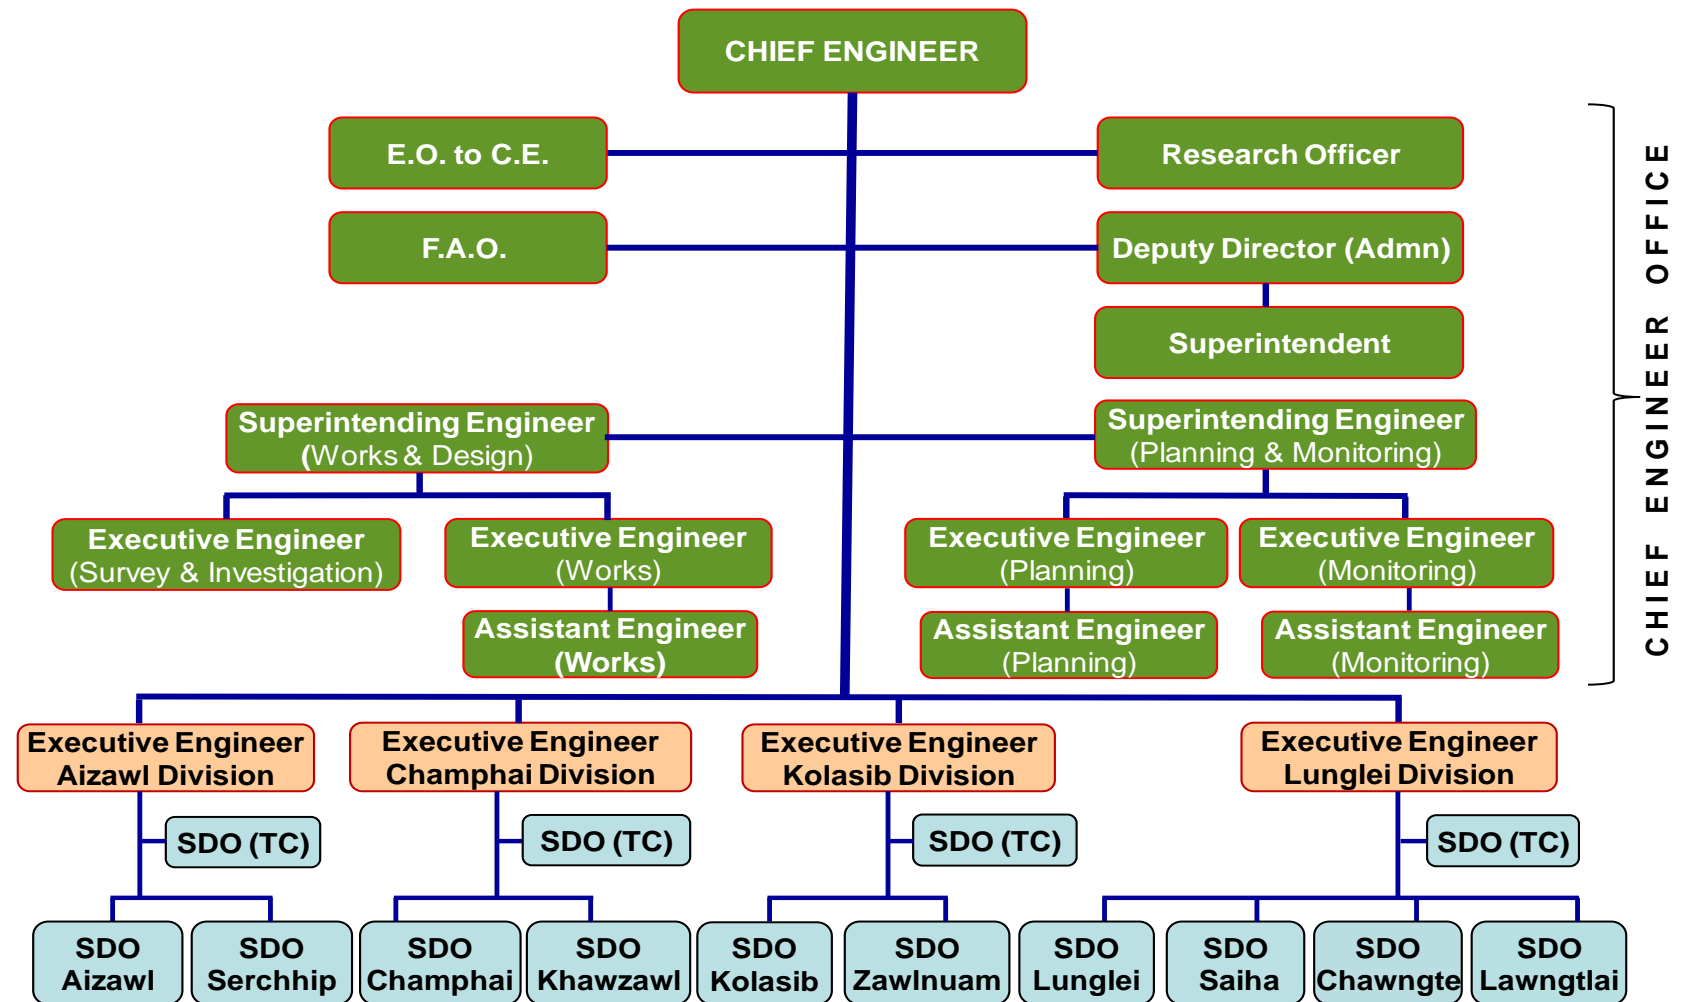 CHIEF ENGINEER
E.O. to C.E.
Research Officer
F.A.O.
Deputy Director (Admn)
Superintendent
Superintending Engineer
(Works & Design)
Superintending Engineer
(Planning & Monitoring)
Executive Engineer
(Survey & Investigation)
Executive Engineer
(Works)
Executive Engineer
(Planning)
Executive Engineer
(Monitoring)
Assistant Engineer
(Works)
Assistant Engineer
(Planning)
Assistant Engineer
(Monitoring)
CHIEF ENGINEER OFFICE
Executive Engineer
Aizawl Division
Executive Engineer
Champhai Division
Executive Engineer
Kolasib Division
Executive Engineer
Lunglei Division
SDO (TC)
SDO (TC)
SDO (TC)
SDO (TC)
SDO
Aizawl
SDO
Serchhip
SDO
Champhai
SDO
Khawzawl
SDO
Kolasib
SDO
Zawlnuam
SDO
Lunglei
SDO
Saiha
SDO
Chawngte
SDO
Lawngtlai